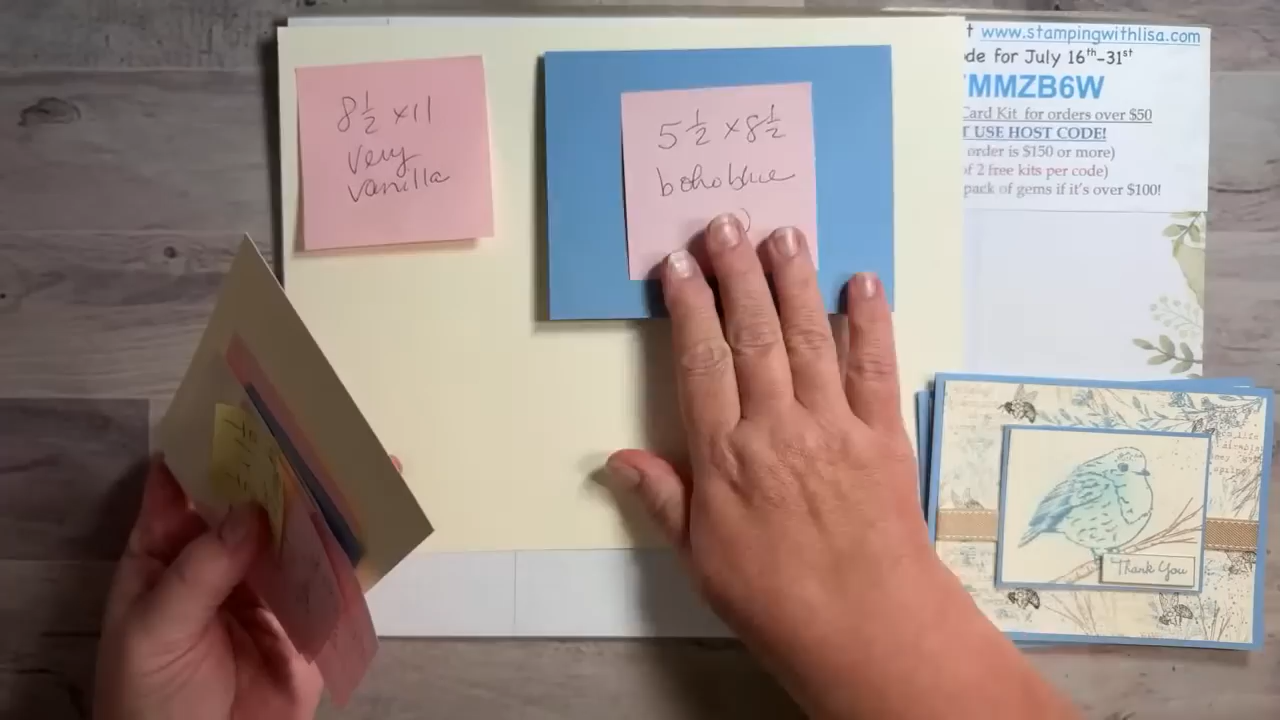 8 1/2 x 11
very
vanilla
5 1/2 x 8 1/2
boho blue
www.stampingwithlisa.com
for July 16th-31st
MMZB6W
Card Kit for orders over $50
USE HOST CODE!
order is $150 or more)
of 2 free kits per code)
pack of gems if it's over $100!
Thank You